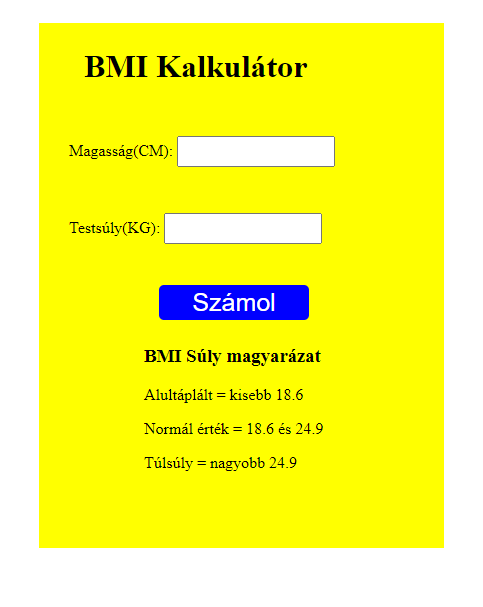 BMI Kalkulátor
Magasság(CM):
Testsúly(KG):
Számol
BMI Súly magyarázat
Alultáplált = kisebb 18.6
Normál érték = 18.6 és 24.9
Túlsúly = nagyobb 24.9